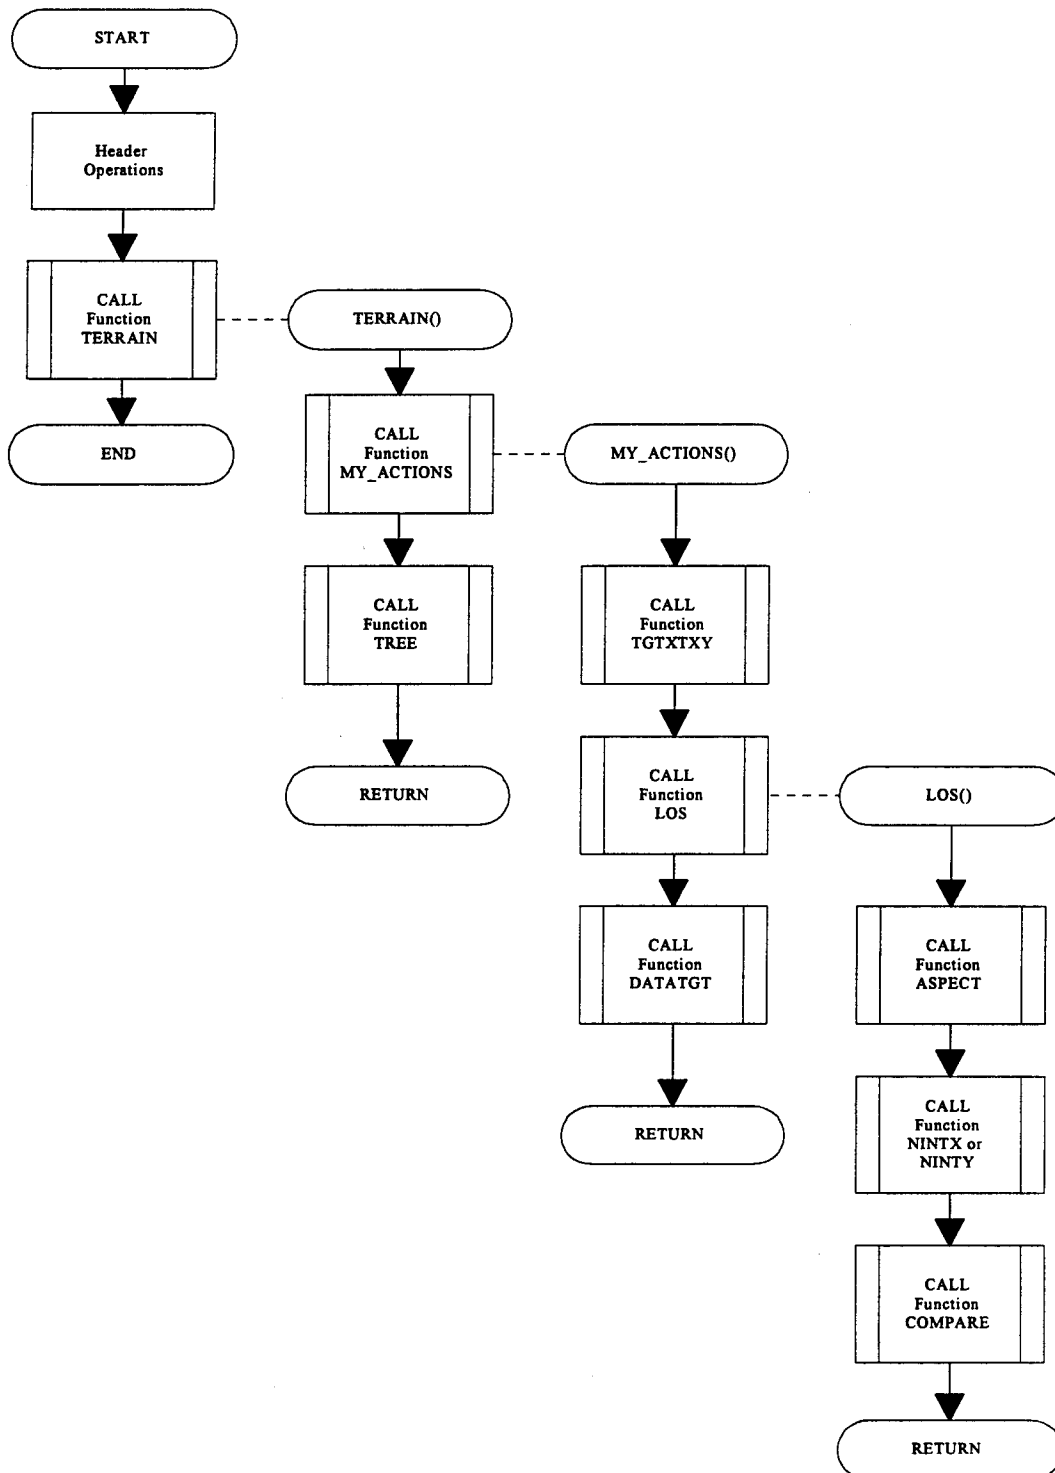 START
Header
Operations
CALL
Function
TERRAIN
END
TERRAIN()
CALL
Function
MY_ACTIONS
CALL
Function
TREE
RETURN
MY_ACTIONS()
CALL
Function
TGTXTXY
CALL
Function
LOS
CALL
Function
DATATGT
RETURN
LOS()
CALL
Function
ASPECT
CALL
Function
NINTX or
NINTY
CALL
Function
COMPARE
RETURN